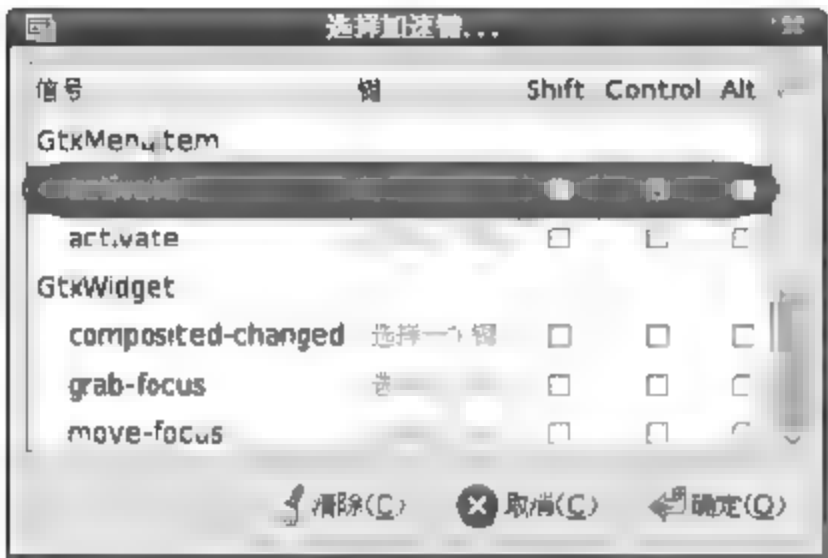 选择加速键...
信号 键 Shift Control Alt
GtkMenuItem
activate
GtkWidget
composited-changed 选择一个键
grab-focus 选
move-focus
清除(C) 取消(C) 确定(O)